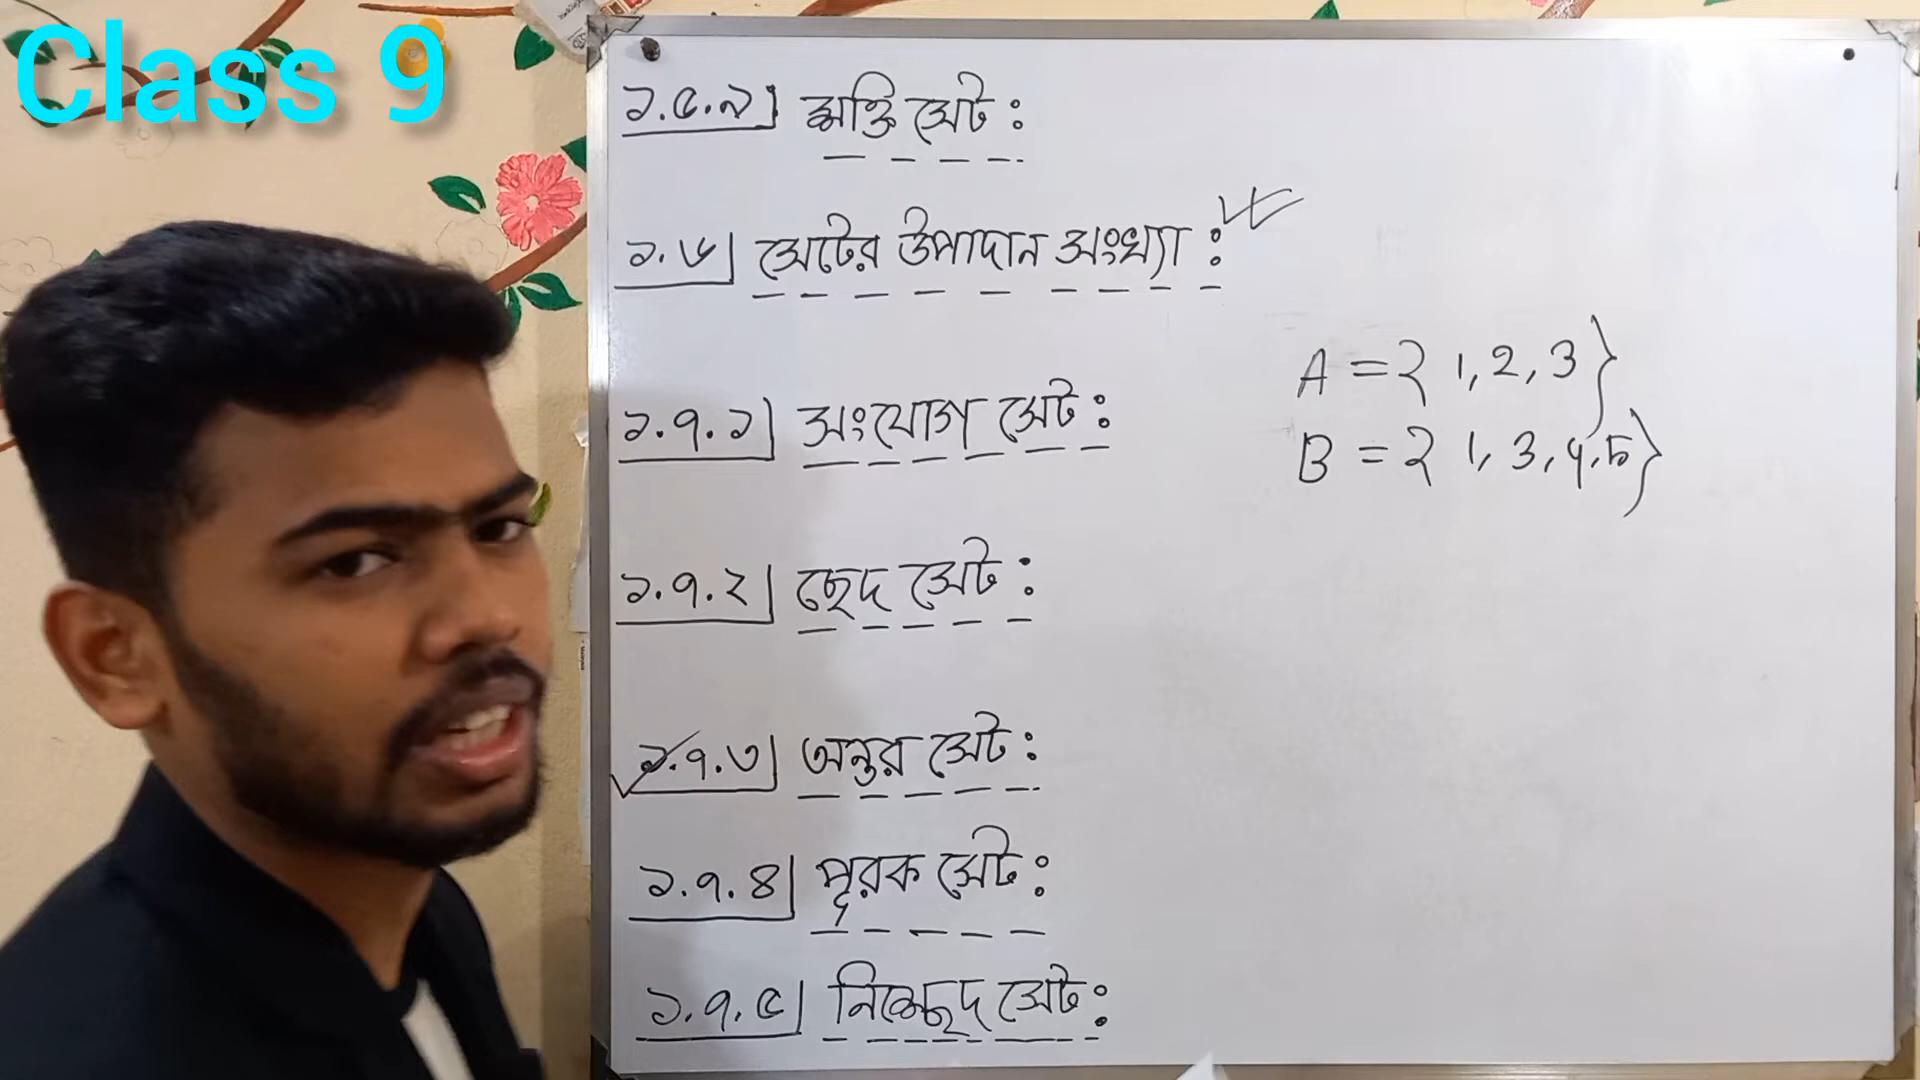 Class 9
১.৫.৯| শক্তি সেট :
১.৬| সেটের উপাদান সংখ্যা :
১.৭.১| সংযোগ সেট :
A = { 1, 2, 3 }
B = { 1, 3, 4, 5 }
১.৭.২| ছেদ সেট :
১.৭.৩| অন্তর সেট :
১.৭.৪| পূরক সেট :
১.৭.৫| নিশ্ছেদ সেট :